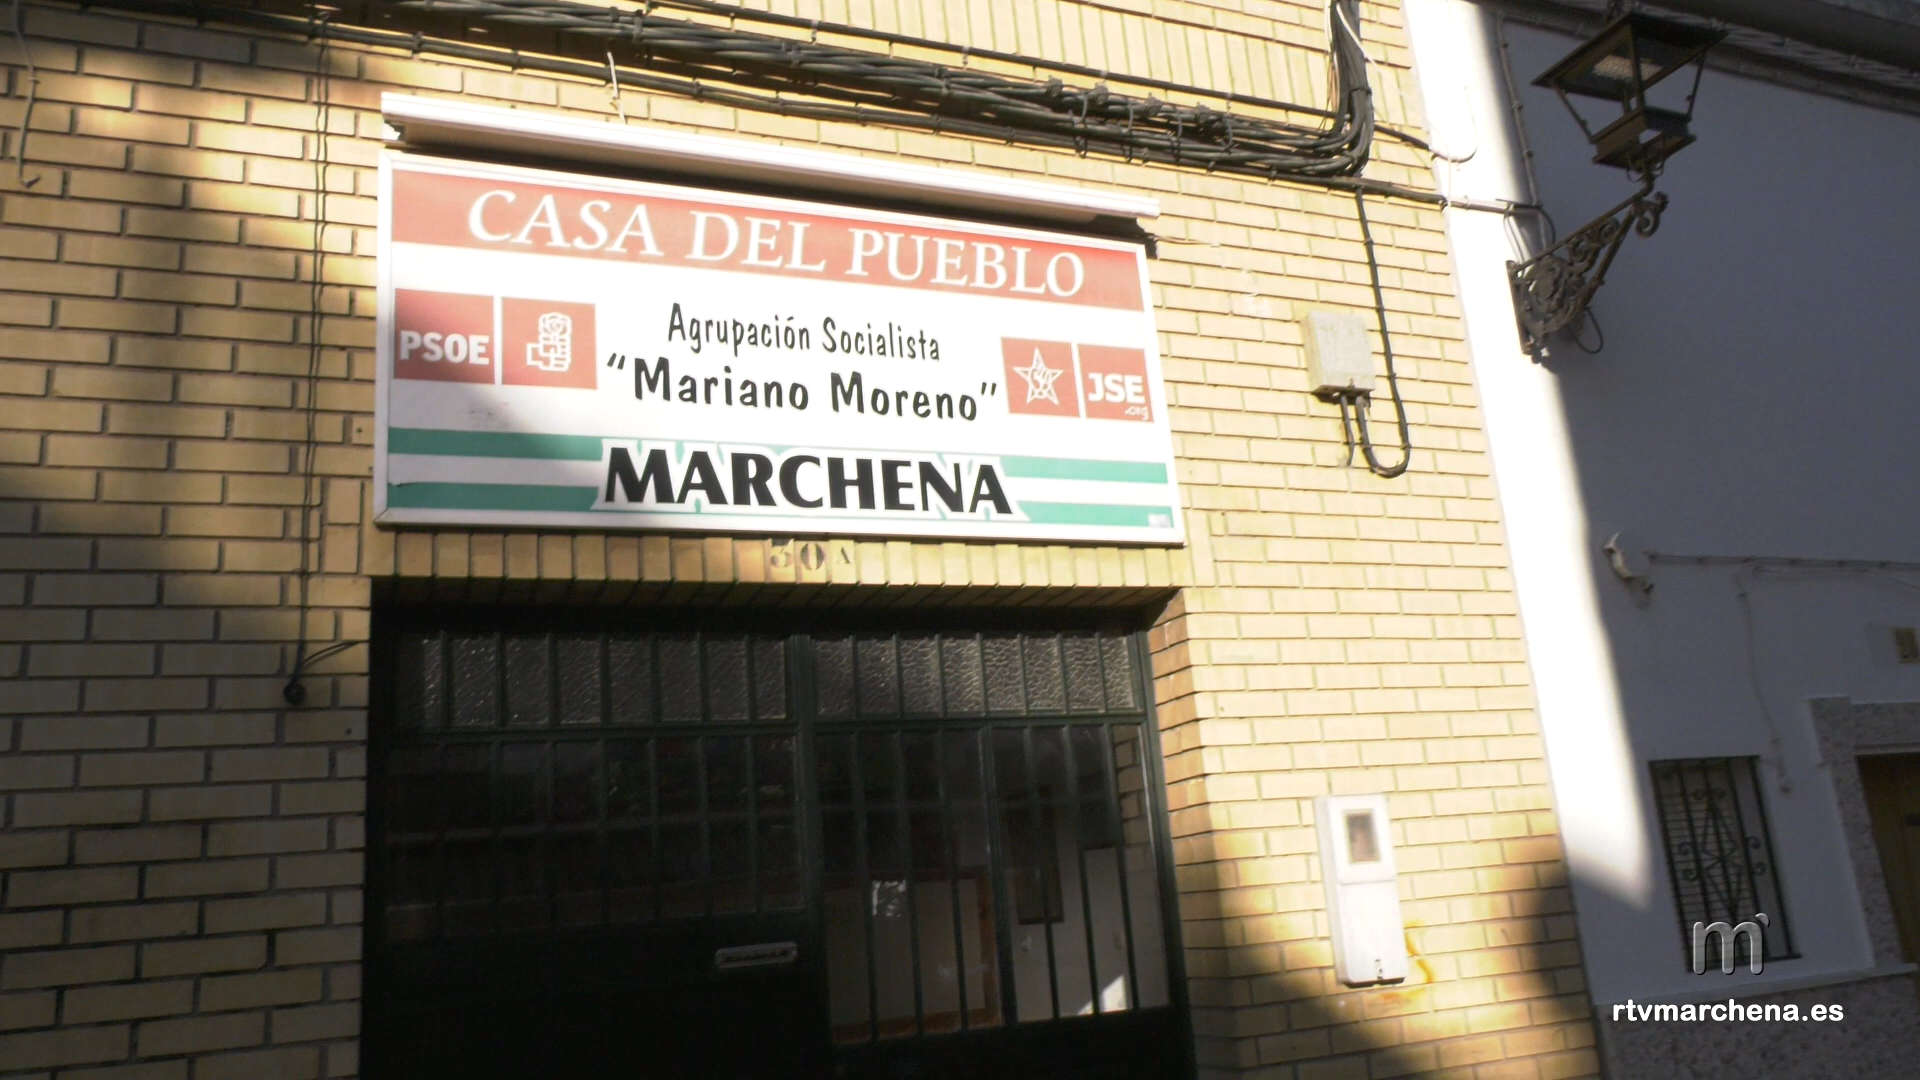 CASA DEL PUEBLO
PSOE
Agrupación Socialista
"Mariano Moreno"
JSE
.org
MARCHENA
30 A
m
rtvmarchena.es